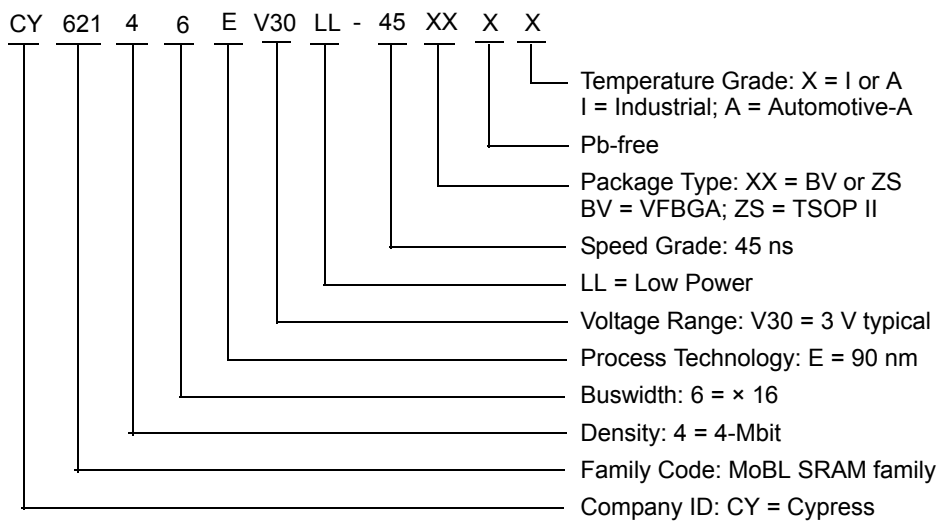 CY 621 4 6 E V30 LL - 45 XX X X
Temperature Grade: X = I or A
I = Industrial; A = Automotive-A
Pb-free
Package Type: XX = BV or ZS
BV = VFBGA; ZS = TSOP II
Speed Grade: 45 ns
LL = Low Power
Voltage Range: V30 = 3 V typical
Process Technology: E = 90 nm
Buswidth: 6 = × 16
Density: 4 = 4-Mbit
Family Code: MoBL SRAM family
Company ID: CY = Cypress